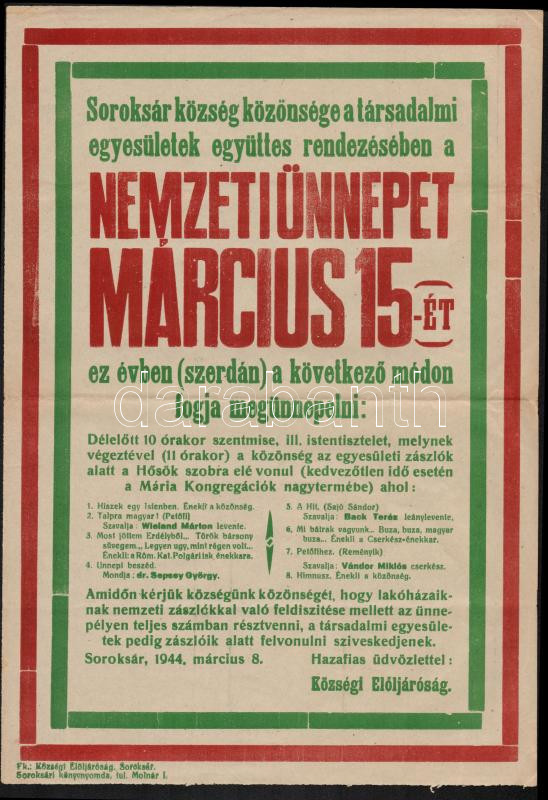 Soroksár község közönsége a társadalmi
egyesületek együttes rendezésében a
NEMZETI ÜNNEPET
MÁRCIUS 15-ÉT
ez évben (szerdán) a következő módon
fogja megünnepelni:
darabanth
Délelőtt 10 órakor szentmise, ill. istentisztelet, melynek
végeztével (11 órakor) a közönség az egyesületi zászlók
alatt a Hősök szobra elé vonul (kedvezőtlen idő esetén
a Mária Kongregációk nagytermébe) ahol:
1. Hiszek egy Istenben. Énekli a közönség.
2. Talpra magyar! (Petőfi)
Szavalja: Wieland Márton levente.
3. Most jöttem Erdélyből... Török bársony
süvegem.., Legyen ugy, mint régen volt...
Énekli: a Róm. Kat. Polgári isk énekkara.
4. Ünnepi beszéd.
Mondja: dr. Sepsey György.
5. A Hit. (Sajó Sándor)
Szavalja: Back Teréz leánylevente,
6. Mi bátrak vagyunk... Buza, buza, magyar
buza... Énekli a Cserkész-énekkar.
7. Petőfihez. (Reményik)
Szavalja: Vándor Miklós cserkész.
8. Himnusz. Énekli a közönség.
Amidőn kérjük községünk közönségét, hogy lakóházaik-
nak nemzeti zászlókkal való feldiszitése mellett az ünne-
pélyen teljes számban résztvenni, a társadalmi egyesüle-
tek pedig zászlóik alatt felvonulni sziveskedjenek.
Soroksár, 1944. március 8. Hazafias üdvözlettel:
Községi Elöljáróság.
Fk.: Községi Elöljáróság, Soroksár.
Soroksári könyvnyomda, tul. Molnár I.